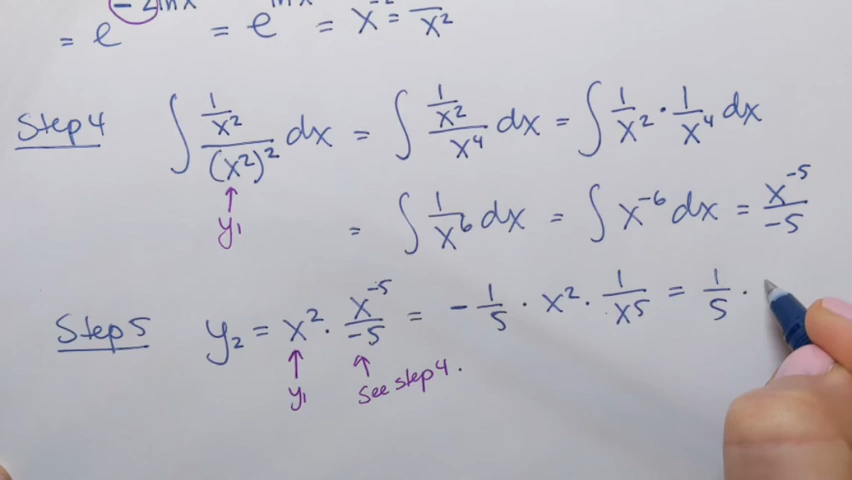 = e^(-2lnx) = e^(lnx^-2) = x^-2 = 1/x²
Step 4 ∫ (1/x²)/(x²)² dx = ∫ (1/x²)/x⁴ dx = ∫ 1/x² · 1/x⁴ dx
y₁
= ∫ 1/x⁶ dx = ∫ x⁻⁶ dx = x⁻⁵/-5
Step 5 y₂ = x² · x⁻⁵/-5 = -1/5 · x² · 1/x⁵ = 1/5 ·
y₁ See step 4.